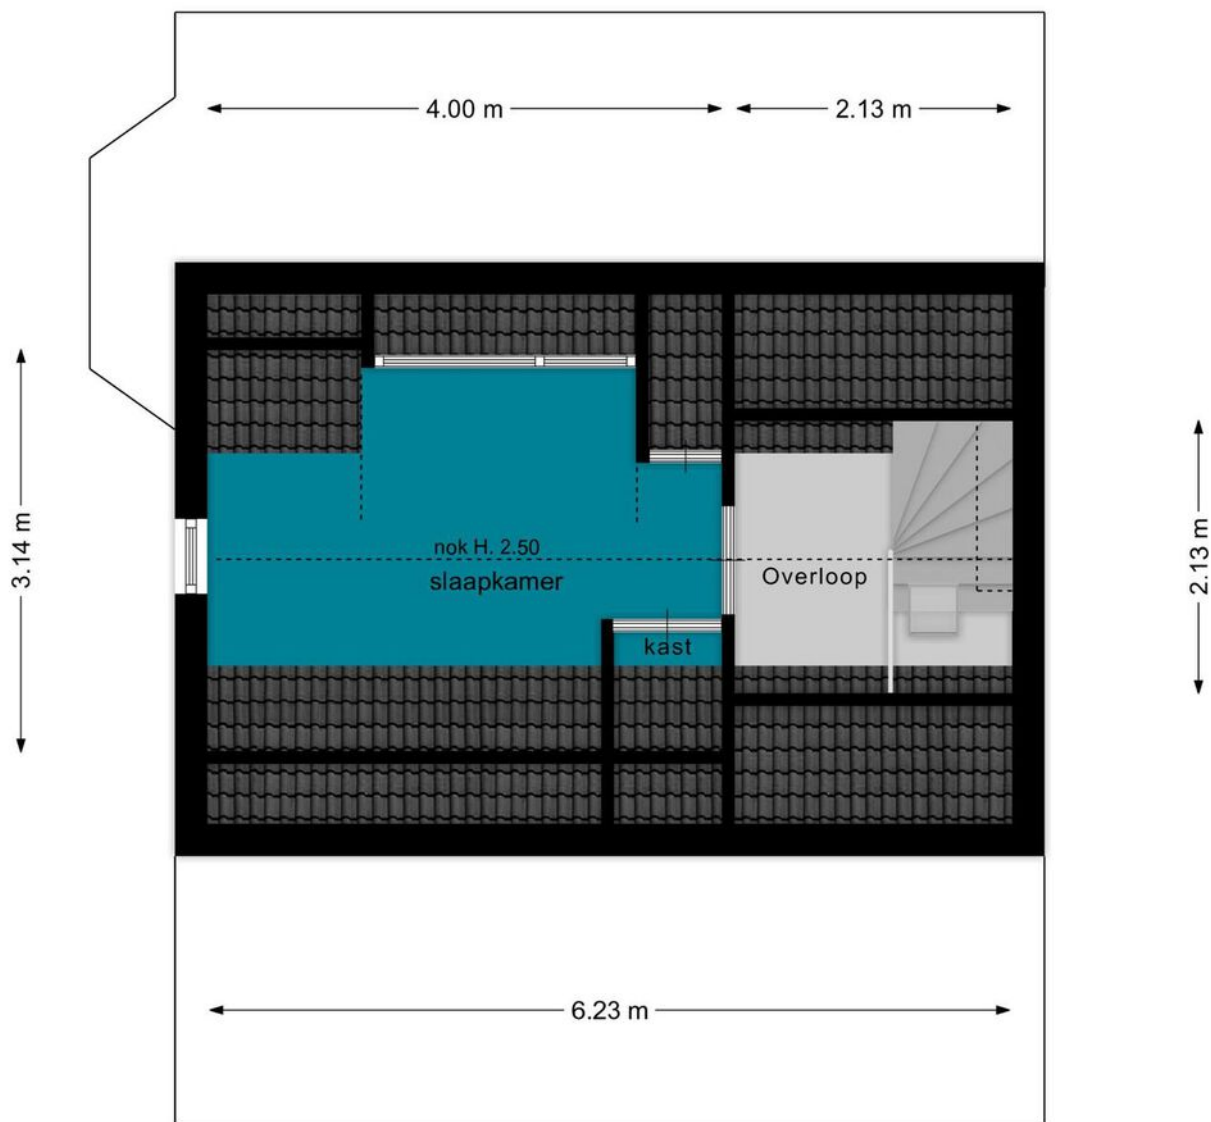 4.00 m
2.13 m
3.14 m
nok H. 2.50
slaapkamer
Overloop
2.13 m
kast
6.23 m